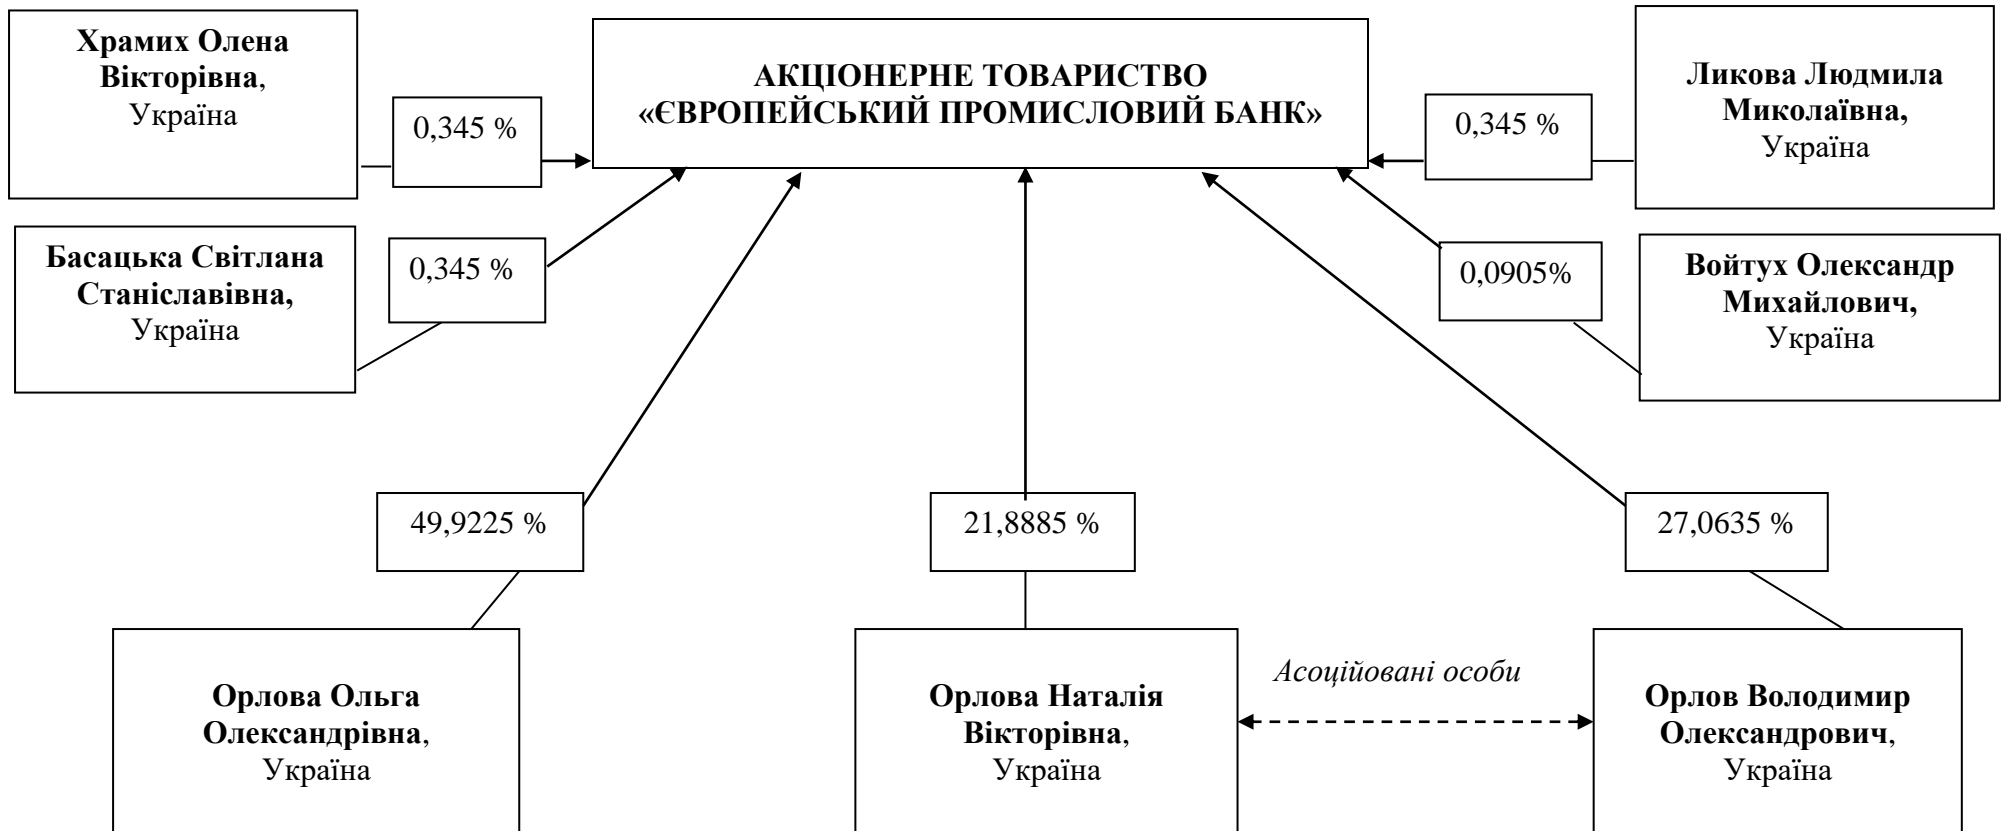 Храмих Олена
Вікторівна,
Україна
0,345 %
АКЦІОНЕРНЕ ТОВАРИСТВО
«ЄВРОПЕЙСЬКИЙ ПРОМИСЛОВИЙ БАНК»
0,345 %
Ликова Людмила
Миколаївна,
Україна
Басацька Світлана
Станіславівна,
Україна
0,345 %
0,0905%
Войтух Олександр
Михайлович,
Україна
49,9225 %
21,8885 %
27,0635 %
Орлова Ольга
Олександрівна,
Україна
Орлова Наталія
Вікторівна,
Україна
Асоційовані особи
Орлов Володимир
Олександрович,
Україна